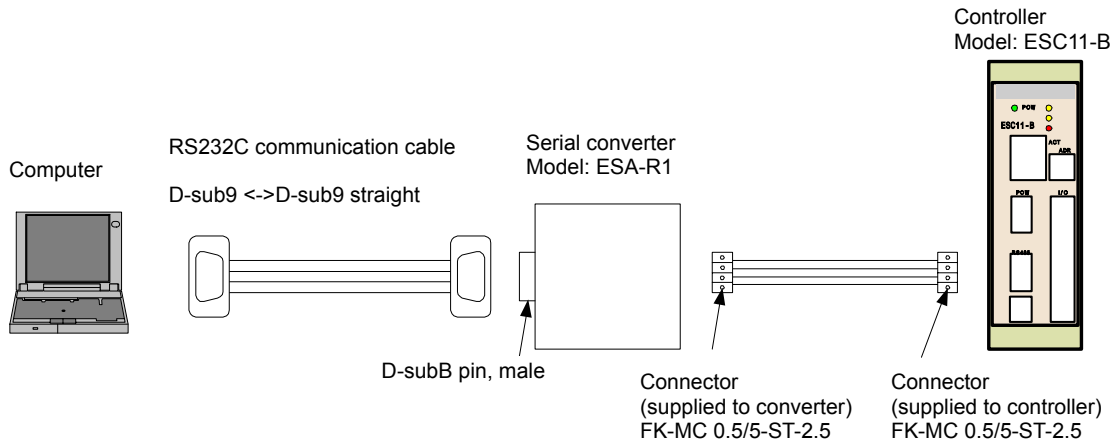 Controller
Model: ESC11-B
POW
ESC11-B
ACT
ADR
POW
I/O
RS232C communication cable
D-sub9 <->D-sub9 straight
Serial converter
Model: ESA-R1
Computer
D-subB pin, male
Connector
(supplied to converter)
FK-MC 0.5/5-ST-2.5
Connector
(supplied to controller)
FK-MC 0.5/5-ST-2.5